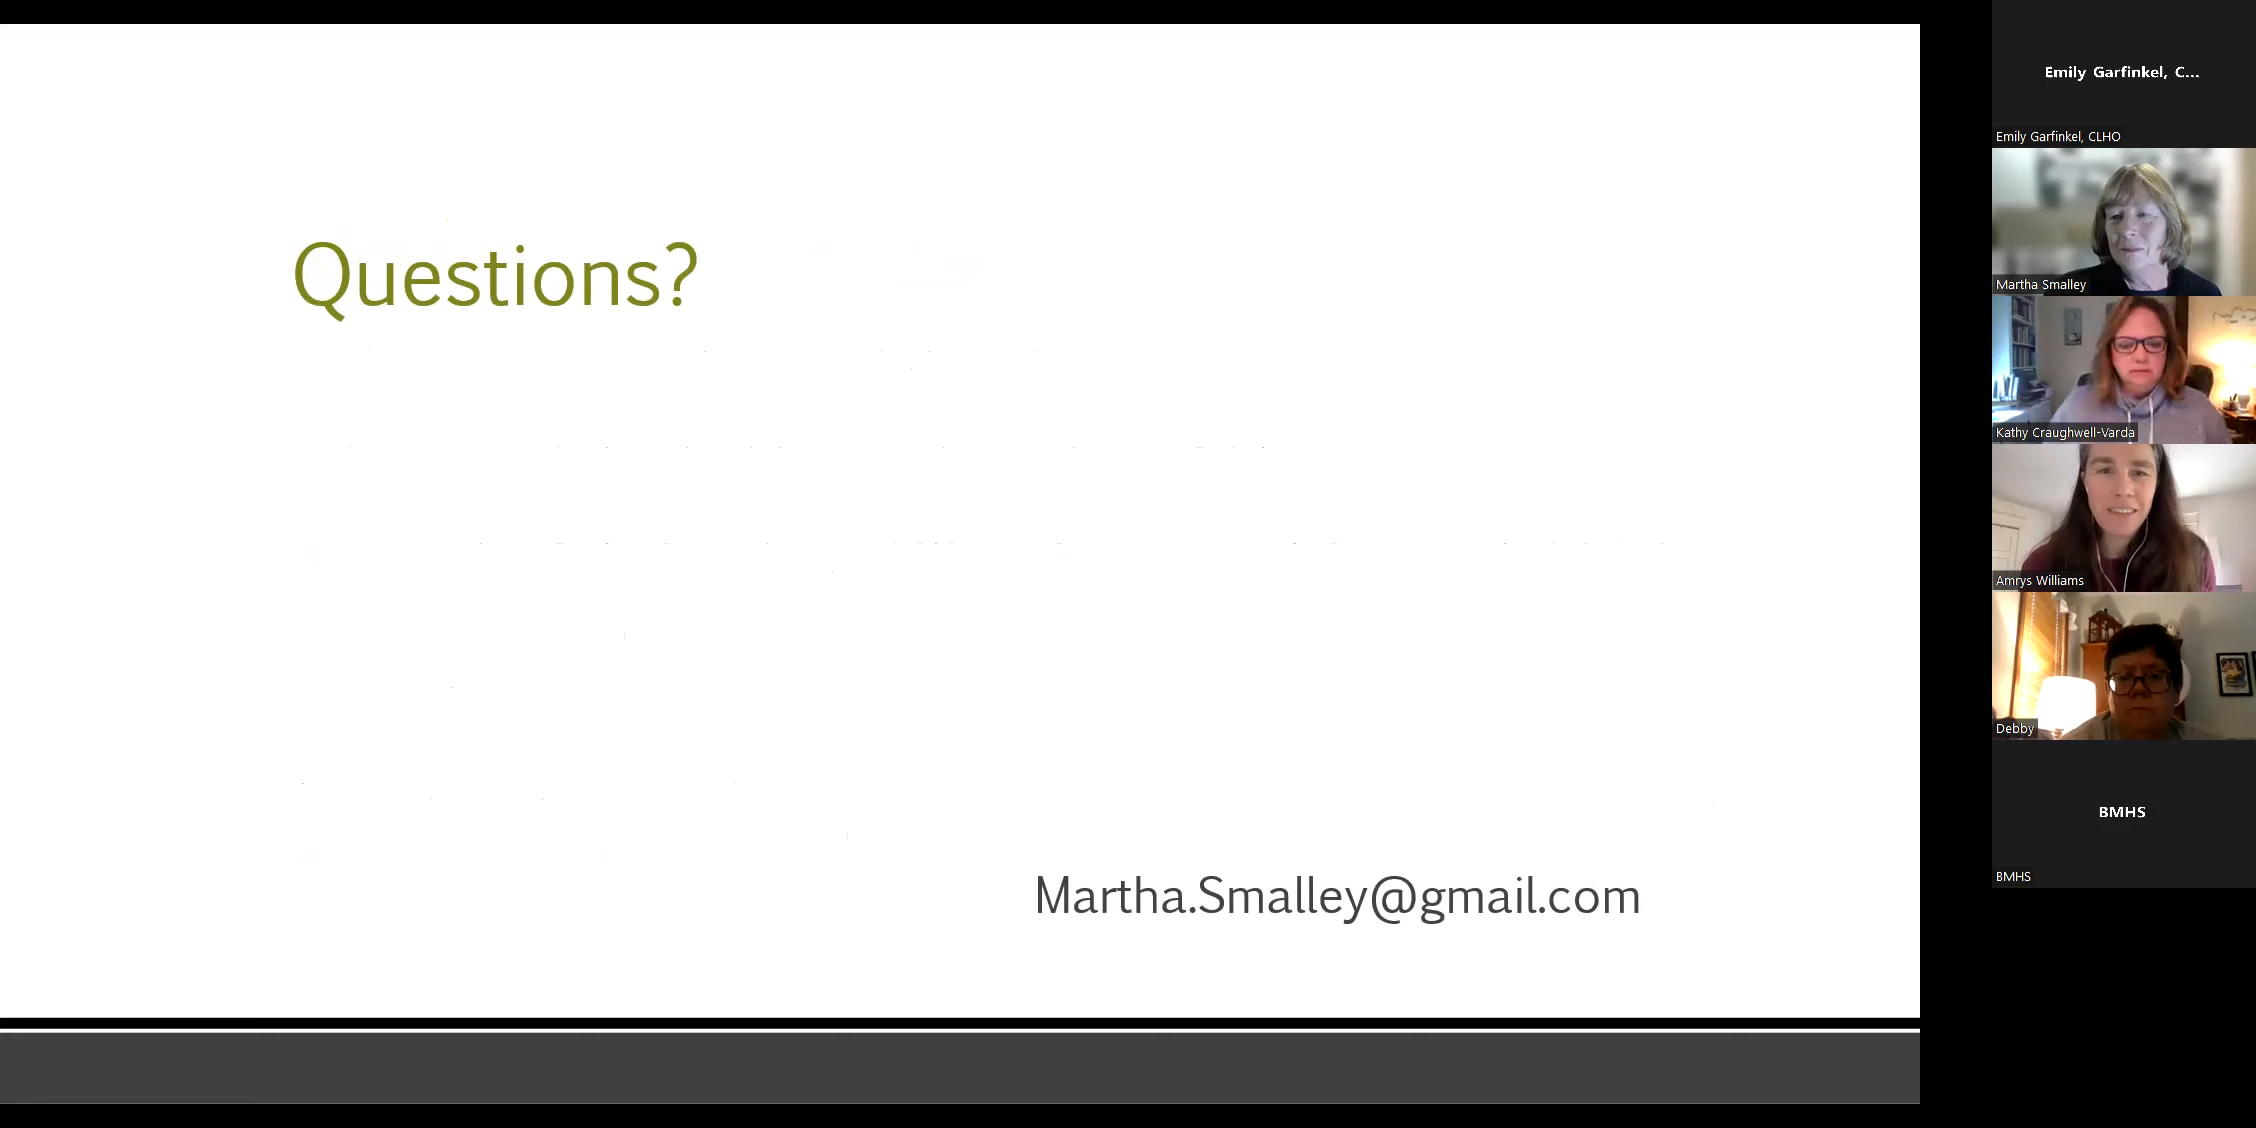 Questions?
Martha.Smalley@gmail.com
Emily Garfinkel, C...
Emily Garfinkel, CLHO
Martha Smalley
Kathy Craughwell-Varda
Amrys Williams
Debby
BMHS
BMHS